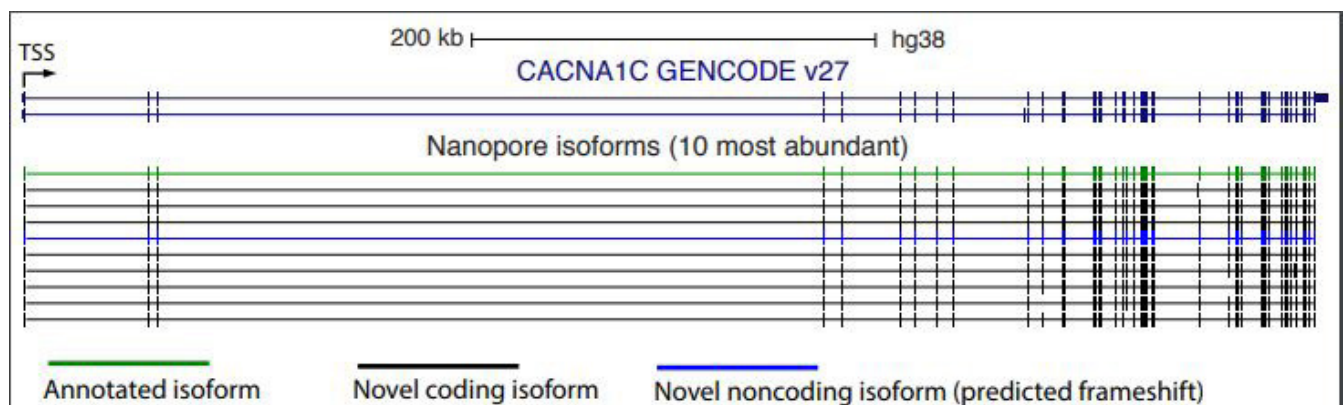 200 kb hg38
TSS
CACNA1C GENCODE v27
Nanopore isoforms (10 most abundant)
Annotated isoform Novel coding isoform Novel noncoding isoform (predicted frameshift)